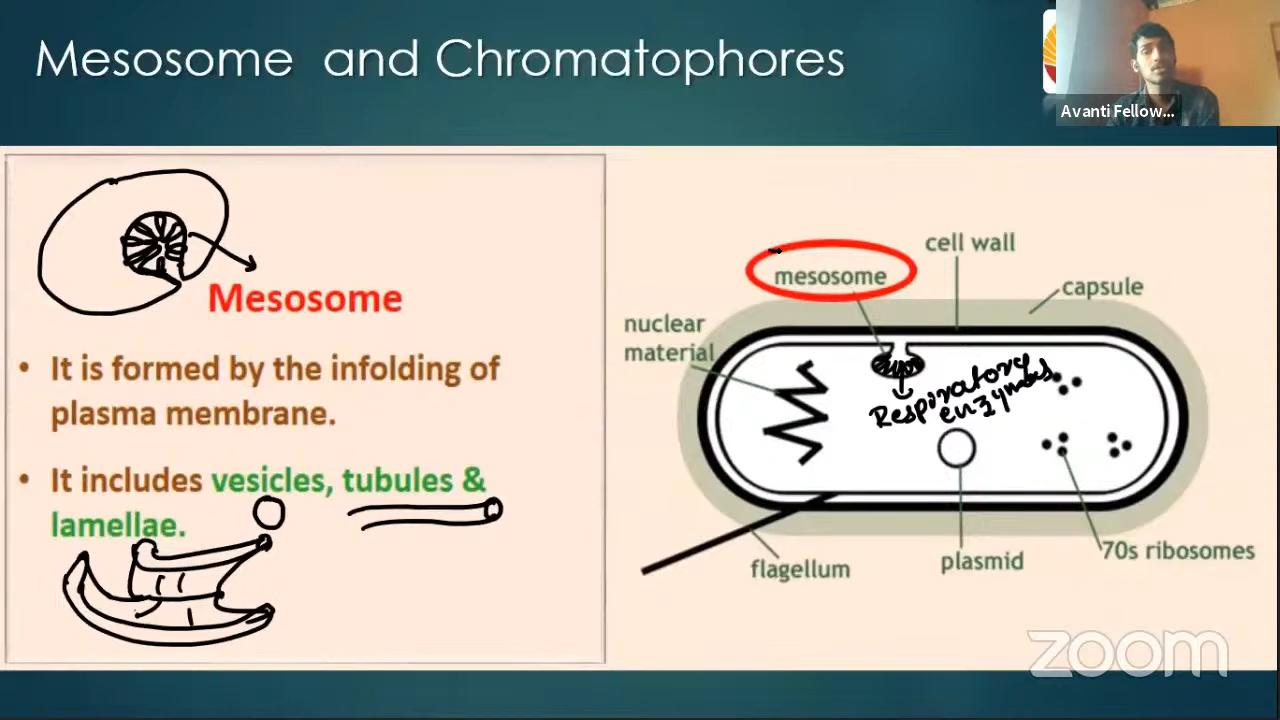 Mesosome and Chromatophores
Avanti Fellow...
Mesosome
• It is formed by the infolding of
plasma membrane.
• It includes vesicles, tubules &
lamellae.
mesosome
cell wall
capsule
nuclear
material
Respiratory
enzymes
flagellum
plasmid
70s ribosomes
zoom